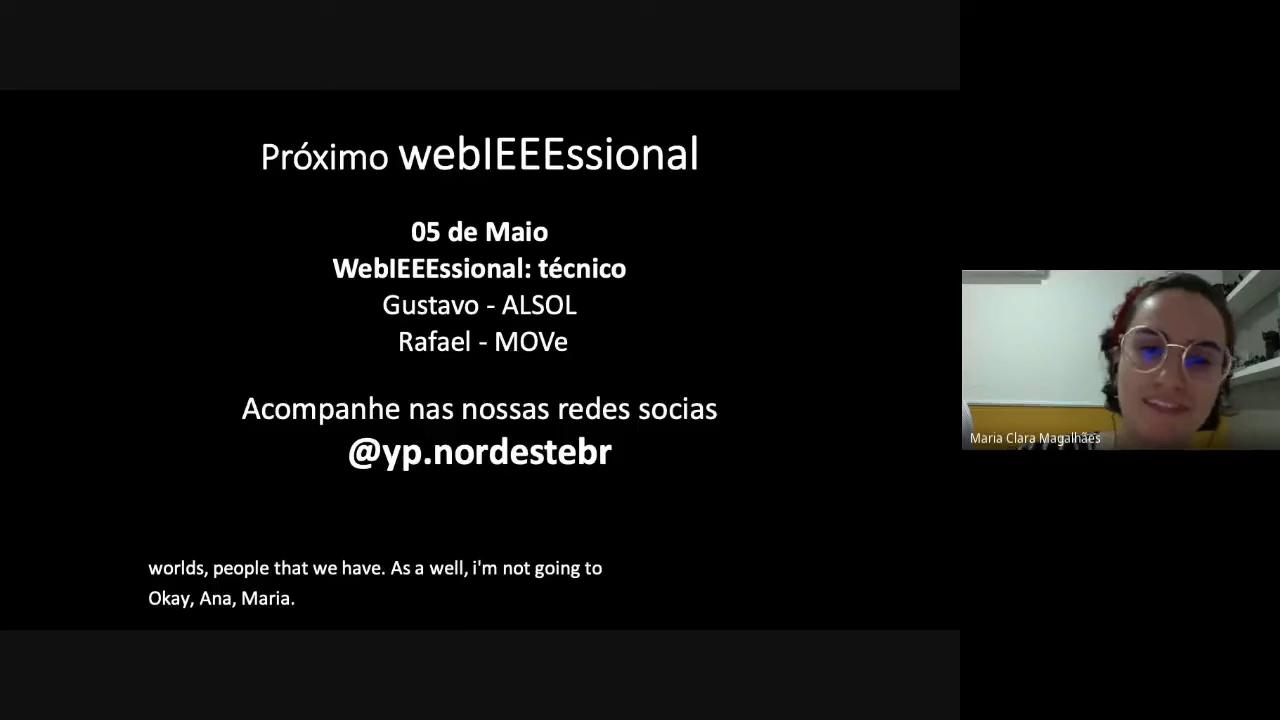 Próximo webIEEEssional
05 de Maio
WebIEEEssional: técnico
Gustavo - ALSOL
Rafael - MOVe
Acompanhe nas nossas redes socias
@yp.nordestebr
worlds, people that we have. As a well, i'm not going to
Okay, Ana, Maria.
Maria Clara Magalhães